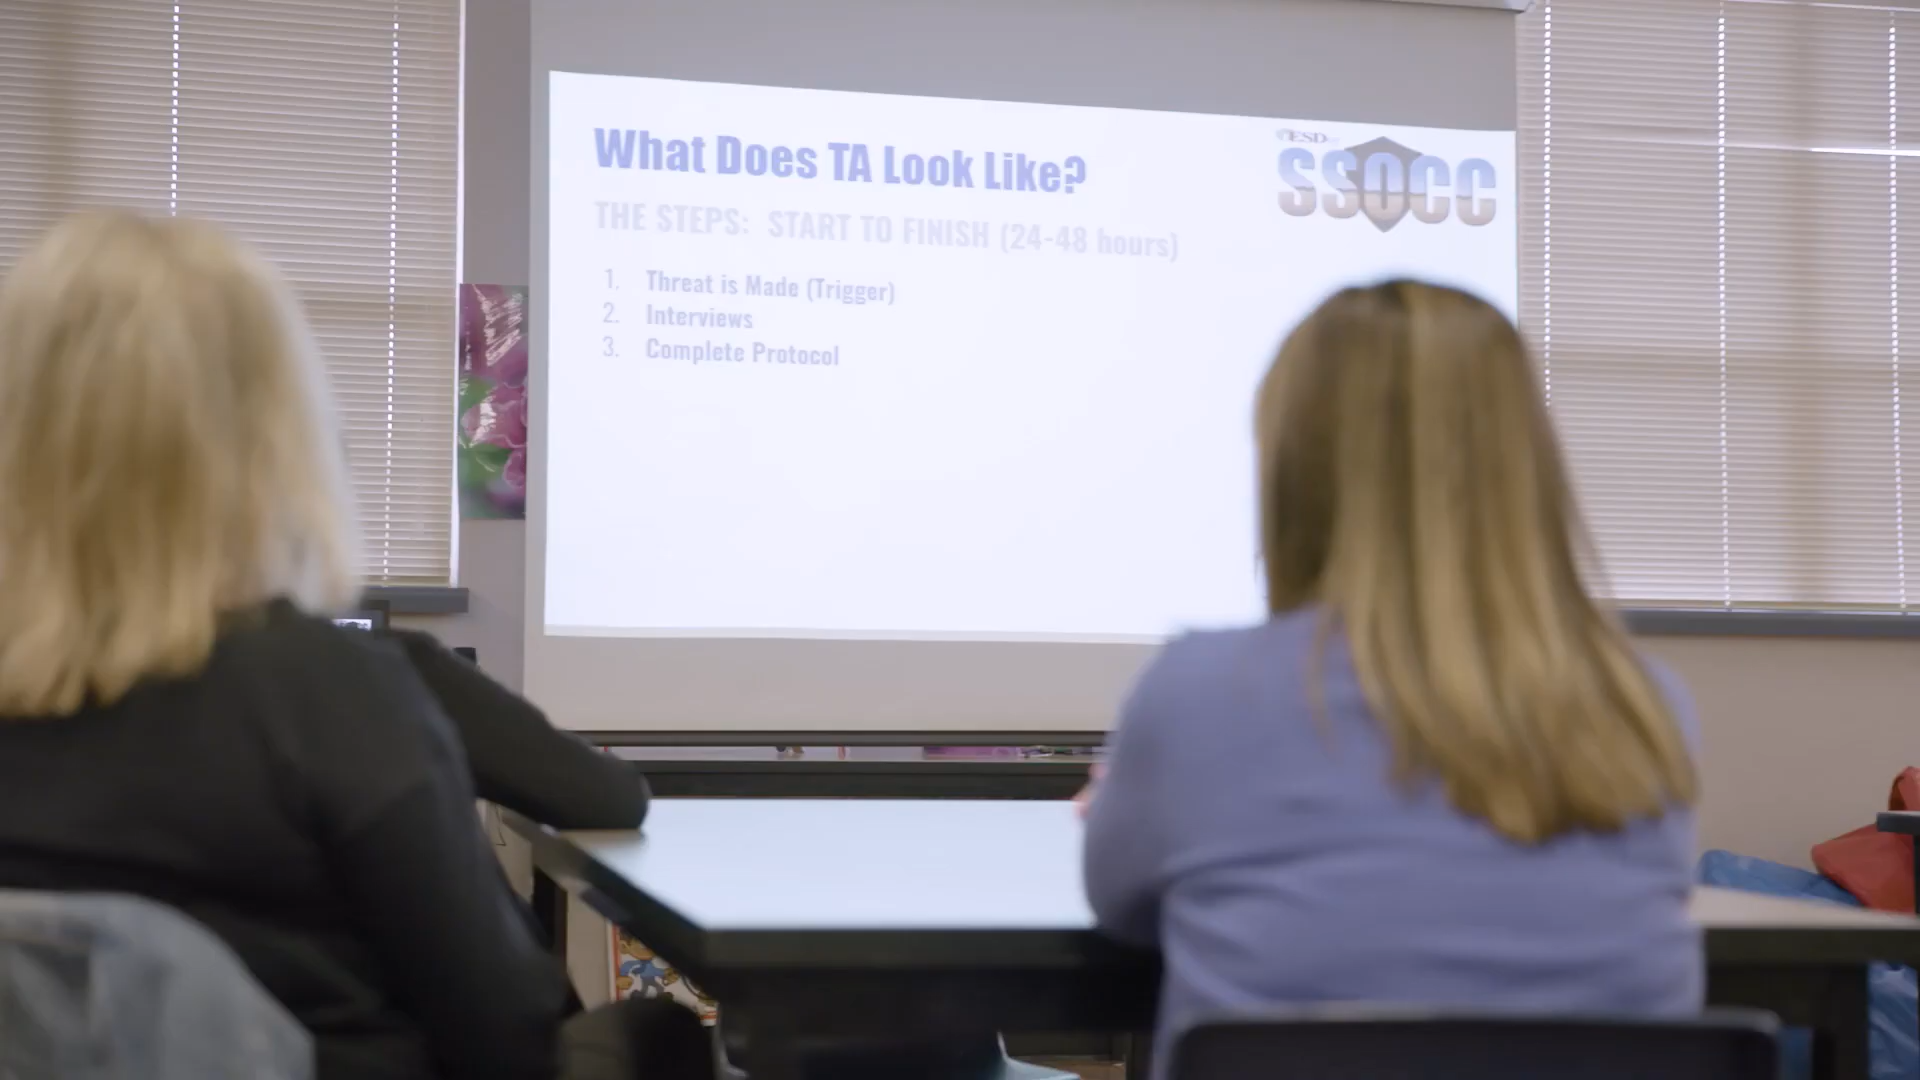 What Does TA Look Like?
ESD
SSOCC
THE STEPS: START TO FINISH (24-48 hours)
1. Threat is Made (Trigger)
2. Interviews
3. Complete Protocol